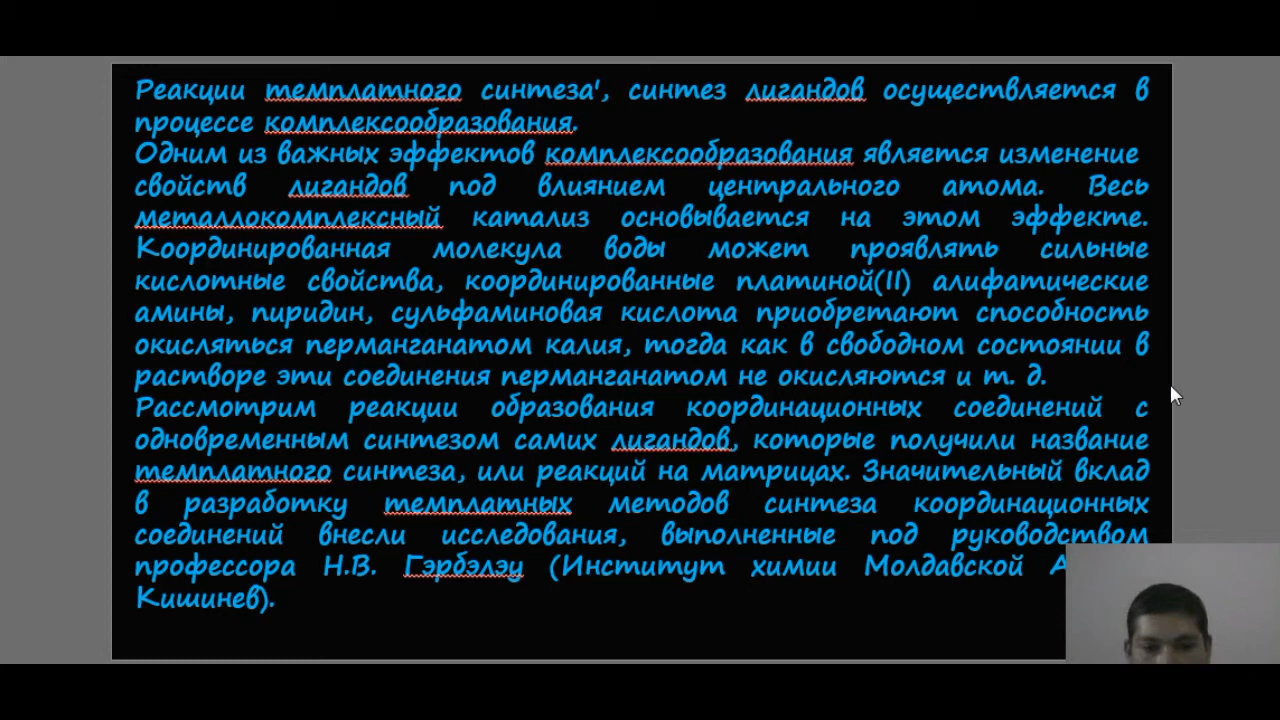 Реакции темплатного синтеза', синтез лигандов осуществляется в
процессе комплексообразования.
Одним из важных эффектов комплексообразования является изменение
свойств лигандов под влиянием центрального атома. Весь
металлокомплексный катализ основывается на этом эффекте.
Координированная молекула воды может проявлять сильные
кислотные свойства, координированные платиной(II) алифатические
амины, пиридин, сульфаминовая кислота приобретают способность
окисляться перманганатом калия, тогда как в свободном состоянии в
растворе эти соединения перманганатом не окисляются и т. д.
Рассмотрим реакции образования координационных соединений с
одновременным синтезом самих лигандов, которые получили название
темплатного синтеза, или реакций на матрицах. Значительный вклад
в разработку темплатных методов синтеза координационных
соединений внесли исследования, выполненные под руководством
профессора Н.В. Гэрбэлэу (Институт химии Молдавской
Кишинев).